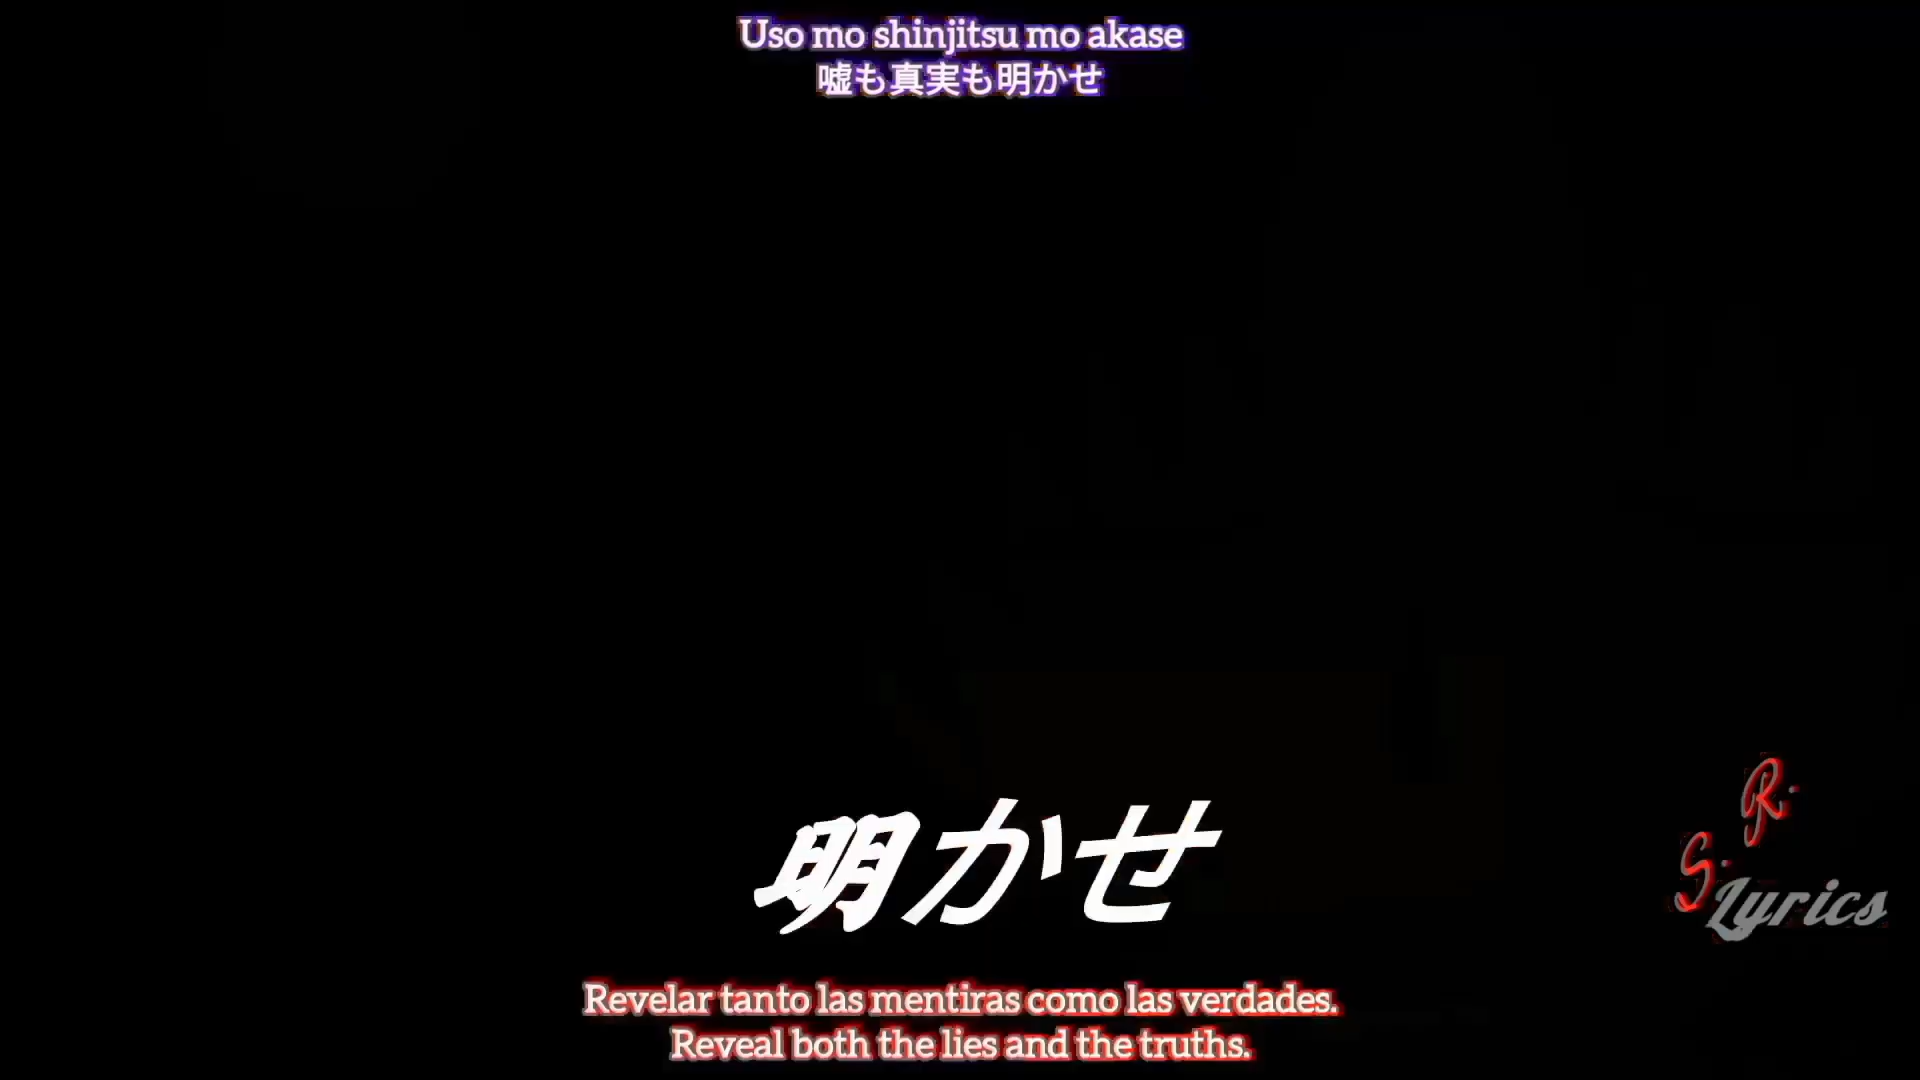 Uso mo shinjitsu mo akase
嘘も真実も明かせ
明かせ
R.
S.
Lyrics
Revelar tanto las mentiras como las verdades.
Reveal both the lies and the truths.